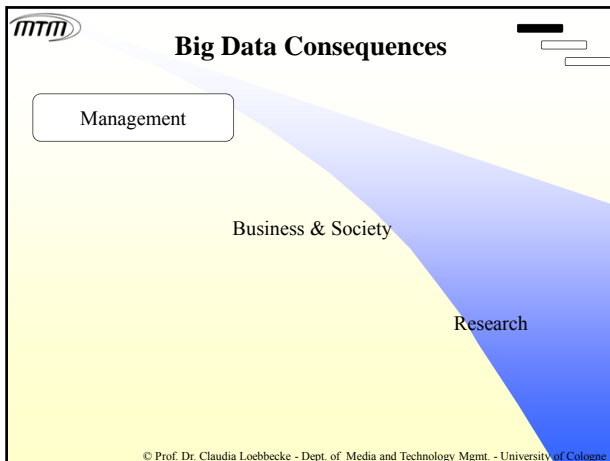 mTm
Big Data Consequences
Management
Business & Society
Research
© Prof. Dr. Claudia Loebbecke - Dept. of Media and Technology Mgmt. - University of Cologne